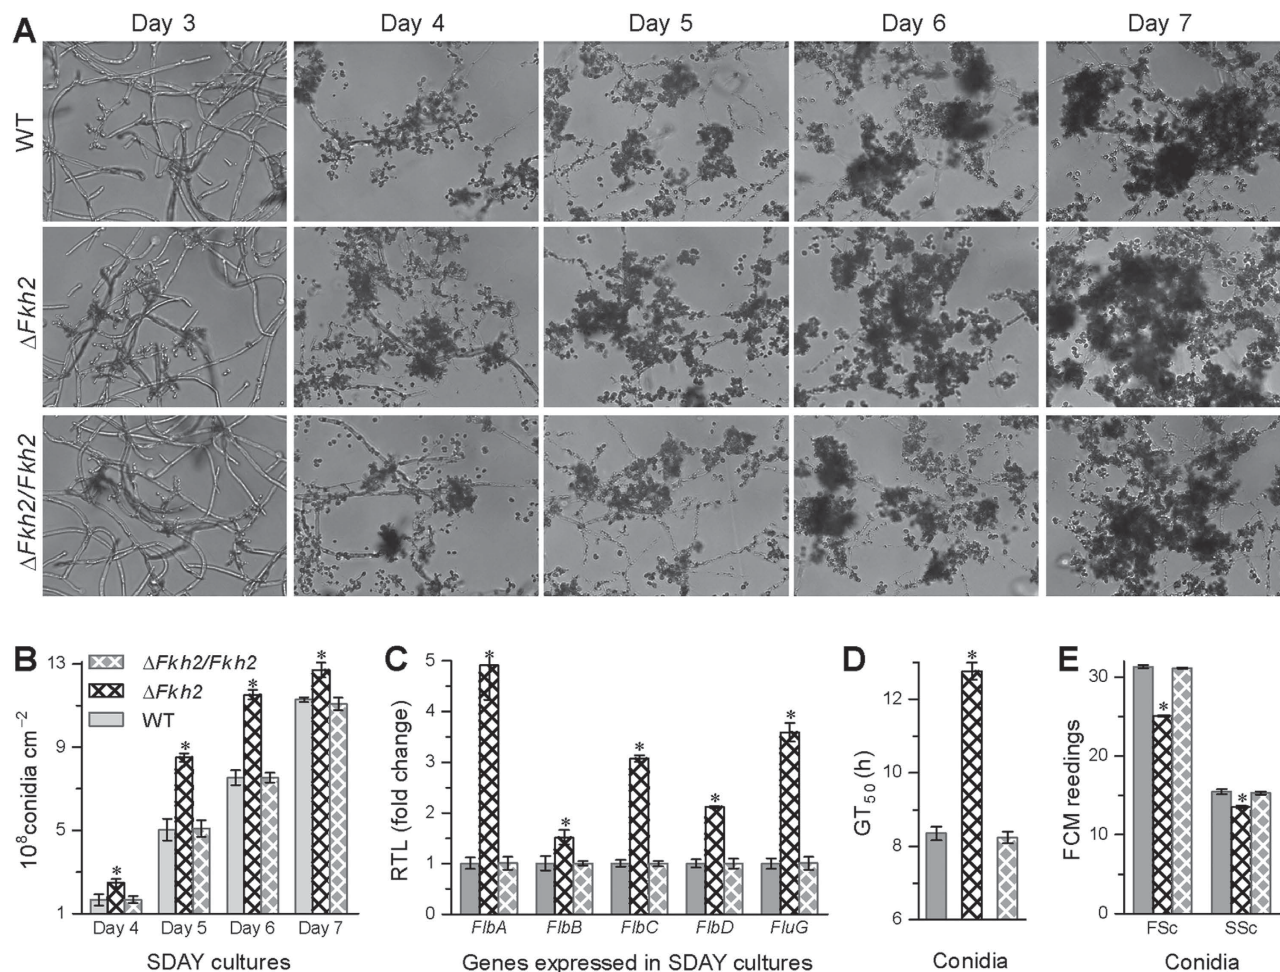 A
Day 3 Day 4 Day 5 Day 6 Day 7
WT
ΔFkh2
ΔFkh2/Fkh2
B
13
9
5
1
10⁸conidia cm⁻²
ΔFkh2/Fkh2
ΔFkh2
WT
* * * *
Day 4 Day 5 Day 6 Day 7
SDAY cultures
C
5
4
3
2
1
0
RTL (fold change)
* * * * *
FlbA FlbB FlbC FlbD FluG
Genes expressed in SDAY cultures
D
12
10
8
6
GT₅₀ (h)
*
Conidia
E
30
20
10
0
FCM reedings
* *
FSc SSc
Conidia